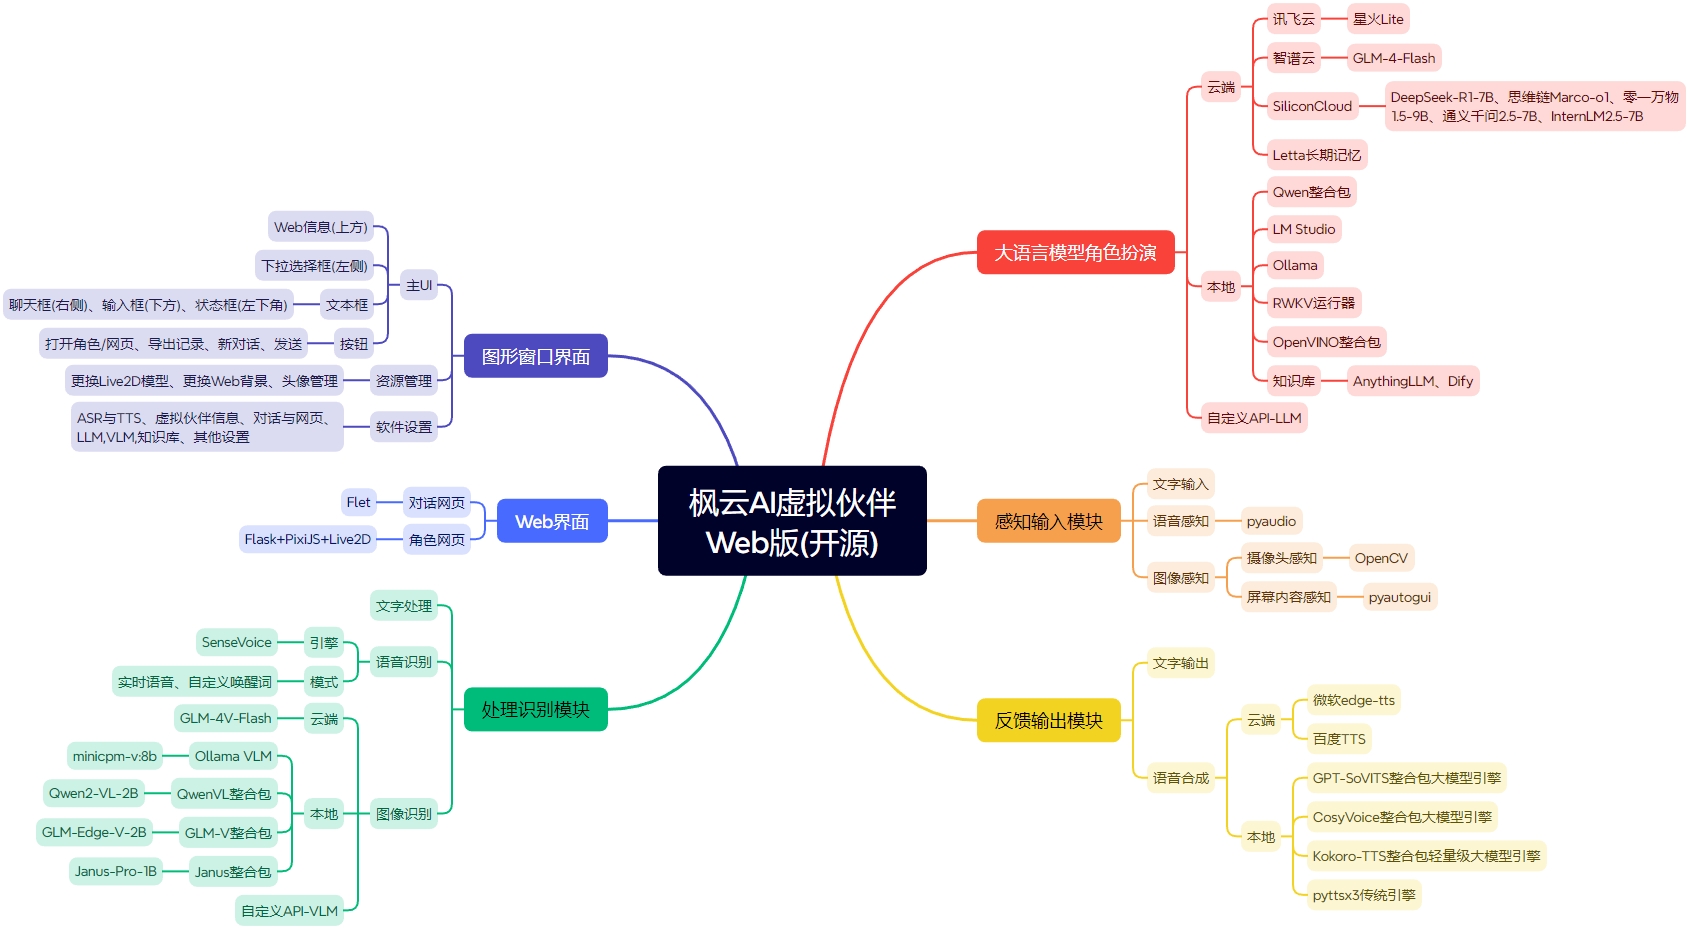 枫云AI虚拟伙伴
Web版(开源)
大语言模型角色扮演
云端
讯飞云
星火Lite
智谱云
GLM-4-Flash
SiliconCloud
DeepSeek-R1-7B、思维链Marco-o1、零一万物
1.5-9B、通义千问2.5-7B、InternLM2.5-7B
Letta长期记忆
本地
Qwen整合包
LM Studio
Ollama
RWKV运行器
OpenVINO整合包
知识库
AnythingLLM、Dify
自定义API-LLM
感知输入模块
文字输入
语音感知
pyaudio
图像感知
摄像头感知
OpenCV
屏幕内容感知
pyautogui
反馈输出模块
文字输出
语音合成
云端
微软edge-tts
百度TTS
本地
GPT-SoVITS整合包大模型引擎
CosyVoice整合包大模型引擎
Kokoro-TTS整合包轻量级大模型引擎
pyttsx3传统引擎
图形窗口界面
主UI
Web信息(上方)
下拉选择框(左侧)
文本框
聊天框(右侧)、输入框(下方)、状态框(左下角)
按钮
打开角色/网页、导出记录、新对话、发送
资源管理
更换Live2D模型、更换Web背景、头像管理
软件设置
ASR与TTS、虚拟伙伴信息、对话与网页、
LLM,VLM,知识库、其他设置
Web界面
对话网页
Flet
角色网页
Flask+PixiJS+Live2D
处理识别模块
文字处理
语音识别
引擎
SenseVoice
模式
实时语音、自定义唤醒词
图像识别
云端
GLM-4V-Flash
本地
Ollama VLM
minicpm-v:8b
QwenVL整合包
Qwen2-VL-2B
GLM-V整合包
GLM-Edge-V-2B
Janus整合包
Janus-Pro-1B
自定义API-VLM